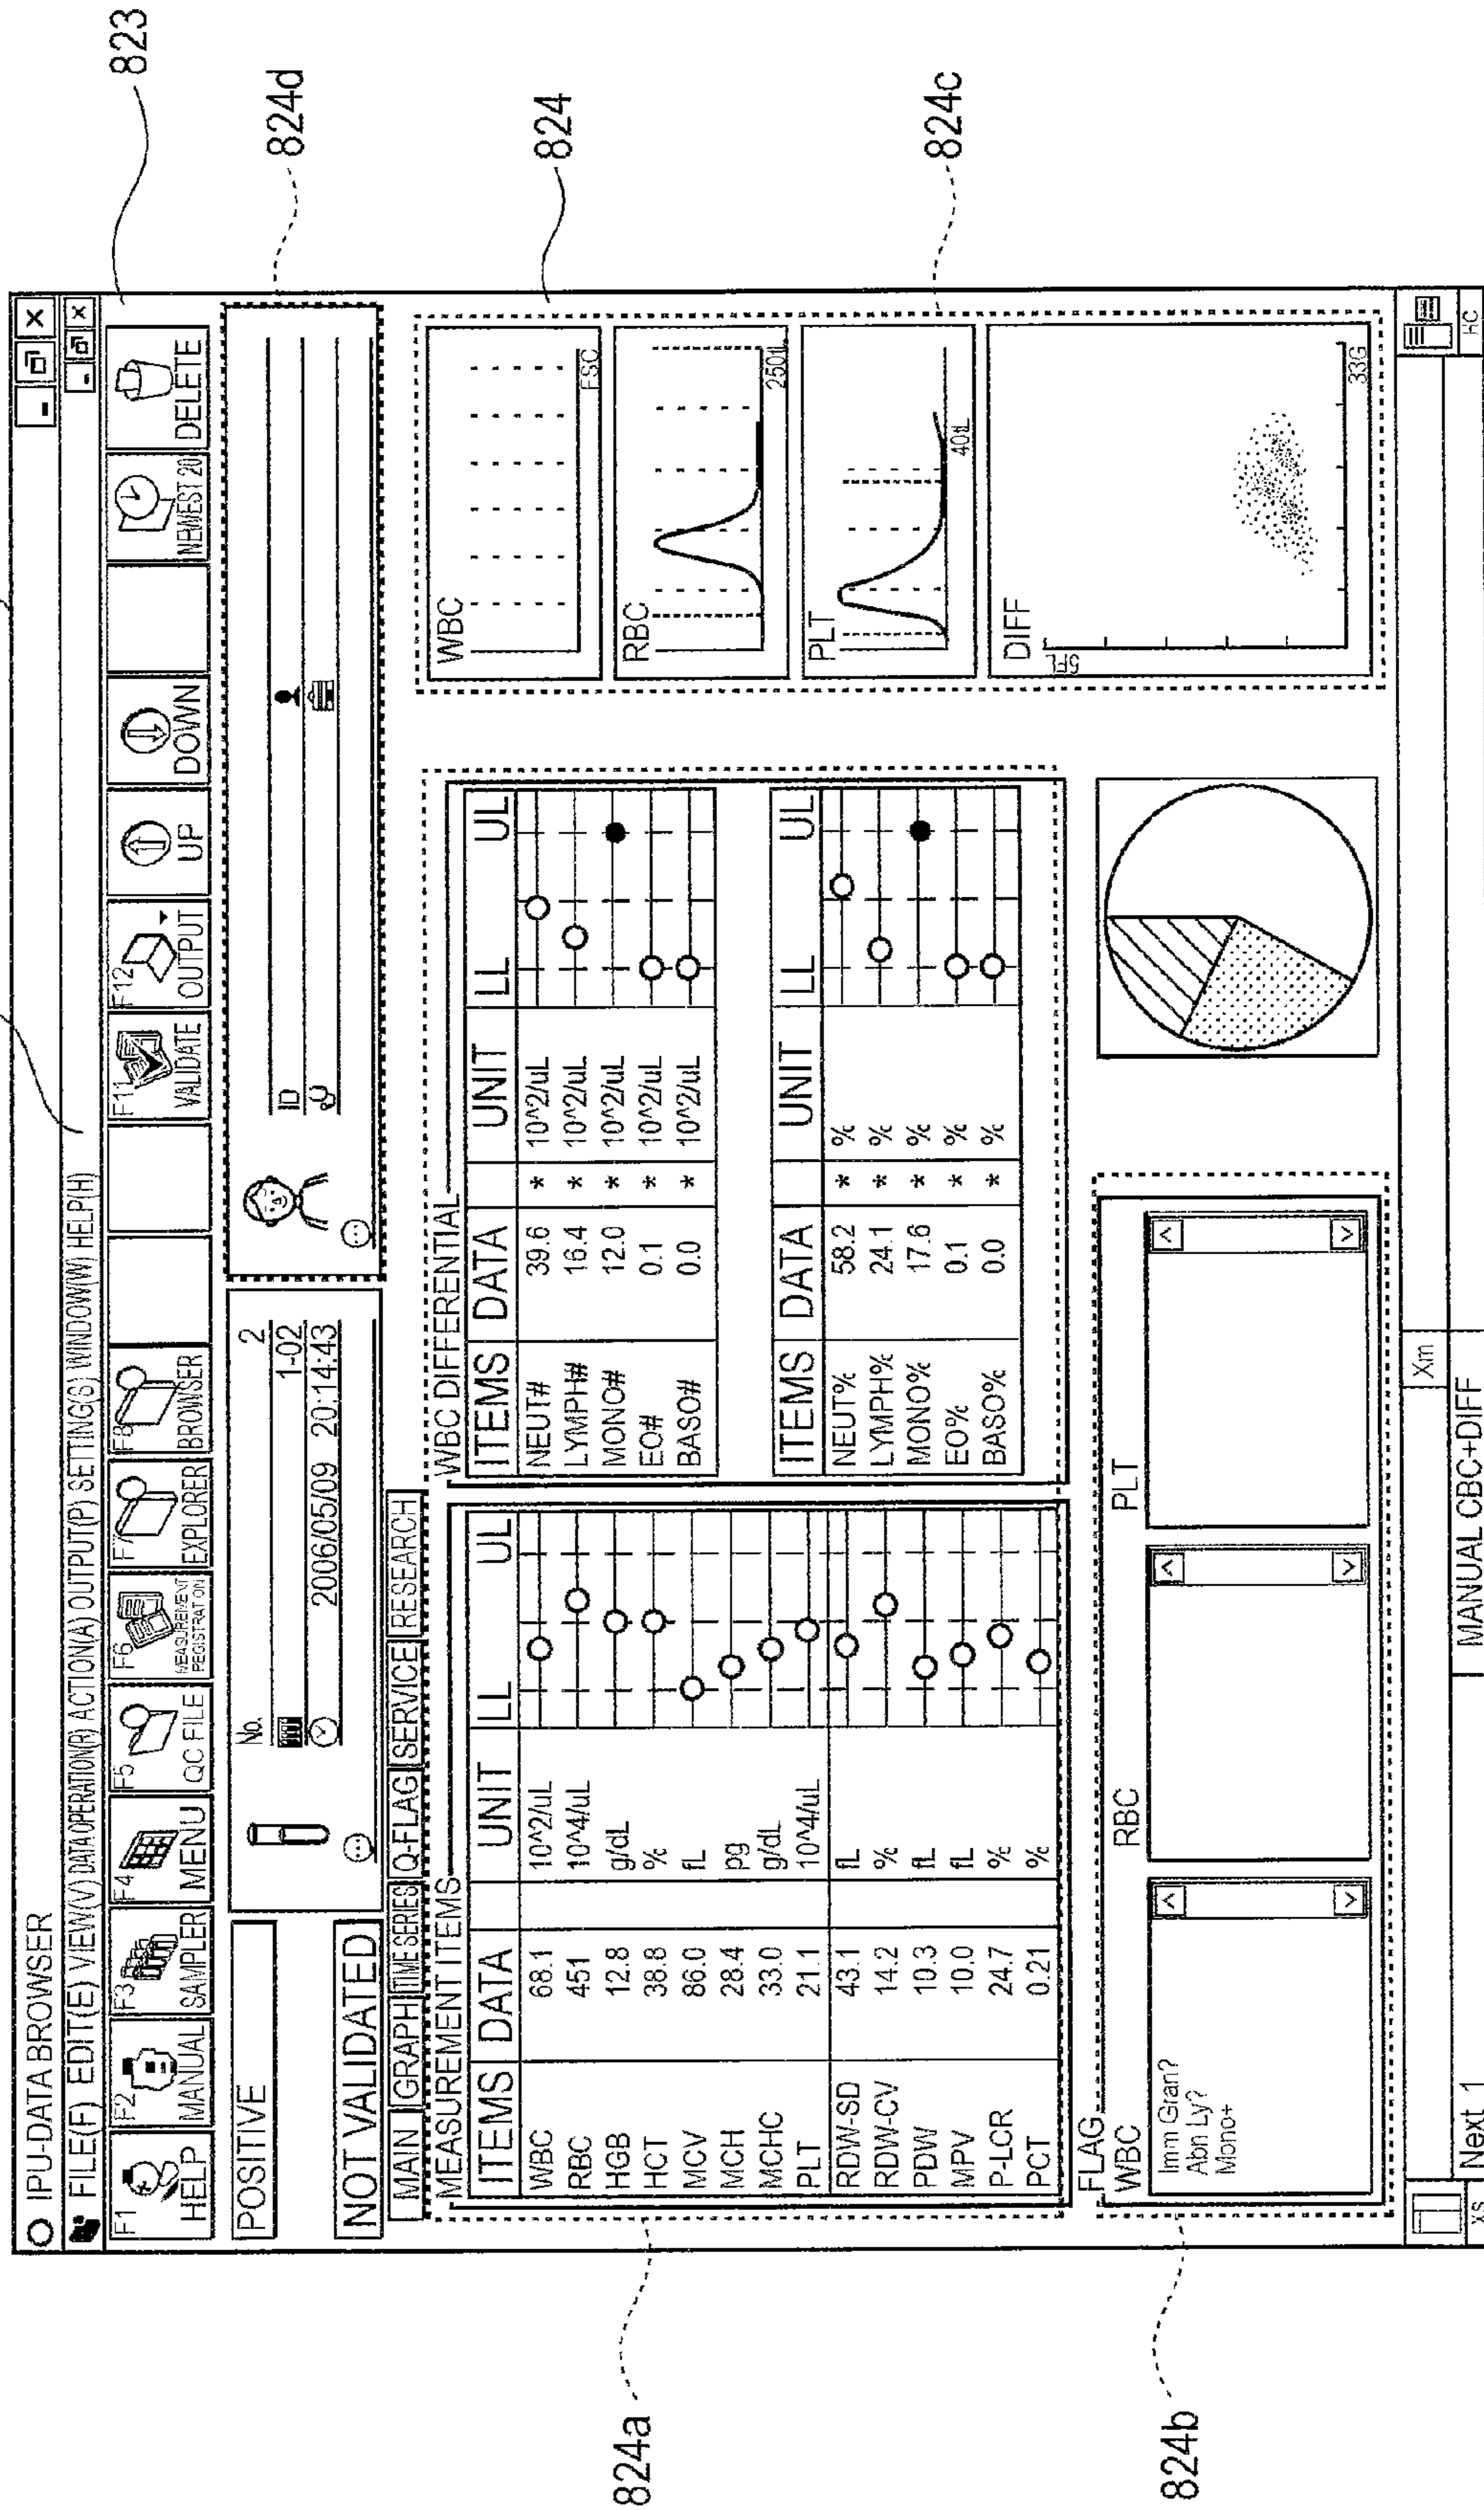 IPU-DATA BROWSER
FILE(F) EDIT(E) VIEW(V) DATA OPERATION(R) ACTION(A) OUTPUT(P) SETTING(S) WINDOW(W) HELP(H)
F1 HELP
F2 MANUAL
F3 SAMPLER
F4 MENU
F5 QC FILE
F6 MEASUREMENT REGISTRATION
F7 EXPLORER
F8 BROWSER
F11 VALIDATE
F12 OUTPUT
UP
DOWN
NEWEST 20
DELETE
823
POSITIVE
NOT VALIDATED
No. 2
1-02
2006/05/09 20:14:43
ID
824d
MAIN GRAPH TIME SERIES Q-FLAG SERVICE RESEARCH
MEASUREMENT ITEMS
ITEMS DATA UNIT LL UL
WBC 68.1 10^2/uL
RBC 451 10^4/uL
HGB 12.8 g/dL
HCT 38.8 %
MCV 86.0 fL
MCH 28.4 pg
MCHC 33.0 g/dL
PLT 21.1 10^4/uL
RDW-SD 43.1 fL
RDW-CV 14.2 %
PDW 10.3 fL
MPV 10.0 fL
P-LCR 24.7 %
PCT 0.21 %
824a
WBC DIFFERENTIAL
ITEMS DATA UNIT LL UL
NEUT# 39.6 * 10^2/uL
LYMPH# 16.4 * 10^2/uL
MONO# 12.0 * 10^2/uL
EO# 0.1 * 10^2/uL
BASO# 0.0 * 10^2/uL
ITEMS DATA UNIT LL UL
NEUT% 58.2 * %
LYMPH% 24.1 * %
MONO% 17.6 * %
EO% 0.1 * %
BASO% 0.0 * %
824
WBC
FSC
RBC
250fL
PLT
40fL
DIFF
824c
FLAG
WBC
Imm Gran?
Abn Ly?
Mono+
RBC
PLT
824b
Xm
HC
XS
Next 1
MANUAL CBC+DIFF